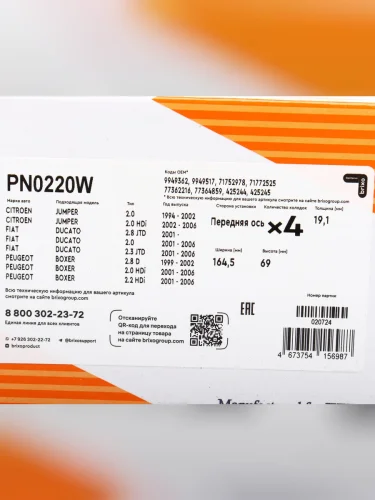 brixo
PN0220W
Коды OEM*
9949362, 9949517, 71752978, 71772525
77362216, 77364859, 425244, 425245
* Всю техническую информацию для вашего артикула смотрите на сайте brixogroup.com
Марка авто Подходящая модель Тип Год выпуска Сторона установки Количество колодок Толщина (мм)
CITROEN JUMPER 2.0 1994 - 2002
CITROEN JUMPER 2.0 HDi 2002 - 2006
FIAT DUCATO 2.8 JTD 2001 -
FIAT DUCATO 2.0 2001 - 2006
FIAT DUCATO 2.3 JTD 2001 - 2006
PEUGEOT BOXER 2.8 D 1999 - 2002
PEUGEOT BOXER 2.0 HDi 2001 - 2006
PEUGEOT BOXER 2.2 HDi 2001 - 2006
Передняя ось ×4 19,1
Ширина (мм) Высота (мм)
164,5 69
Всю техническую информацию для вашего артикула
смотрите на сайте brixogroup.com
8 800 302-23-72
Единая линия для всех клиентов
+7 926 302-22-72 @brixosupport
@brixoproduct @brixogroup
Отсканируйте
QR-код для перехода
на страницу товара
на сайте brixogroup.com
EAC
Номер партии:
020724
4 673754 156987